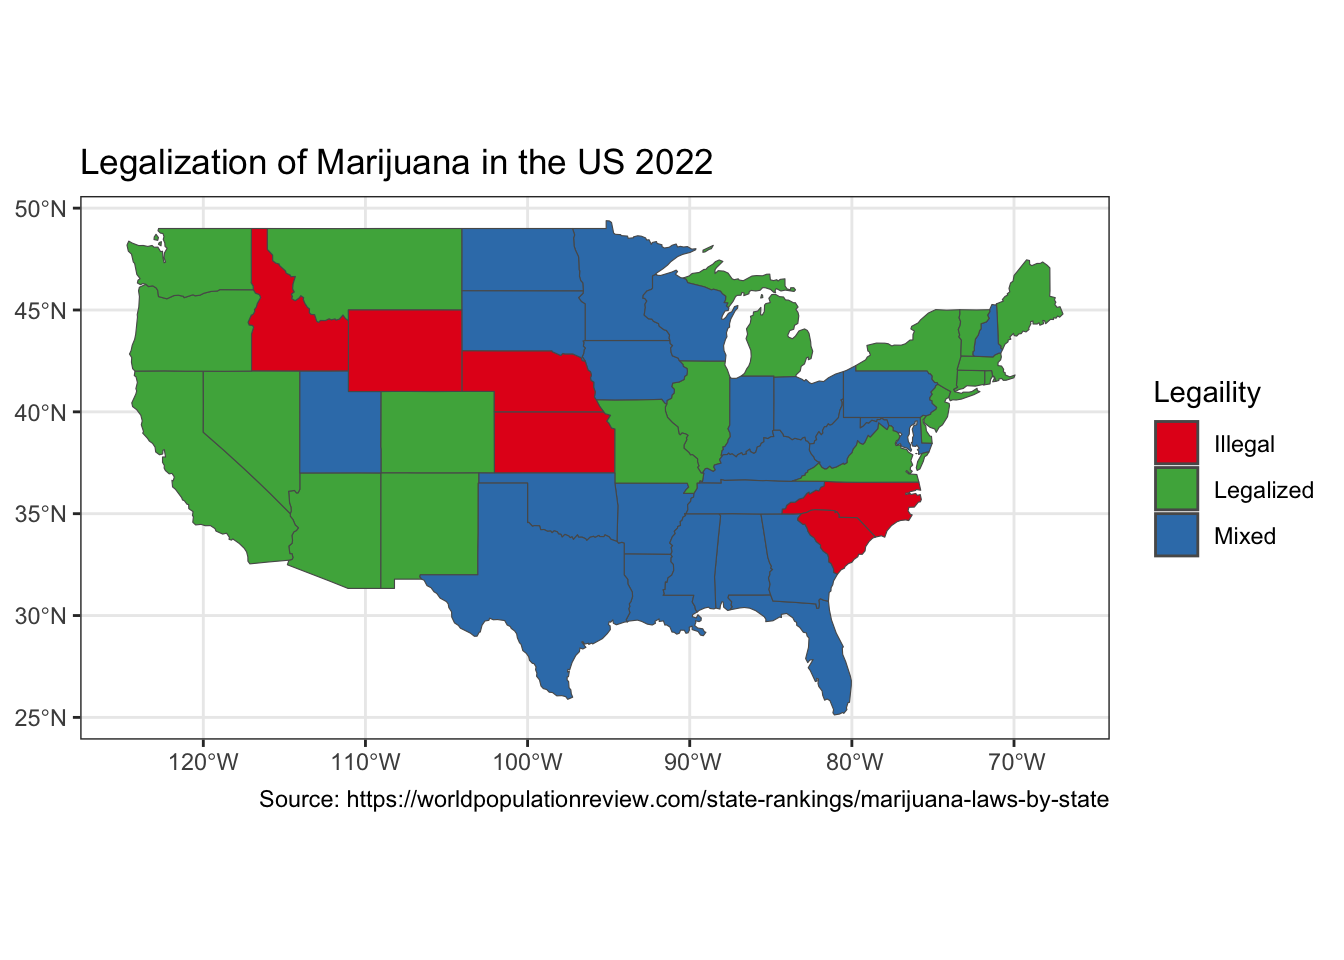 Legalization of Marijuana in the US 2022
50°N
45°N
40°N
35°N
30°N
25°N
120°W 110°W 100°W 90°W 80°W 70°W
Source: https://worldpopulationreview.com/state-rankings/marijuana-laws-by-state
Legaility
Illegal
Legalized
Mixed